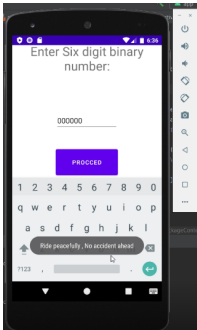 6:36
Enter Six digit binary
number:
000000
PROCCED
1 2 3 4 5 6 7 8 9 0
q w e r t y u i o p
a s d f g h j k l
Ride peacefully , No accident ahead
?123 , .